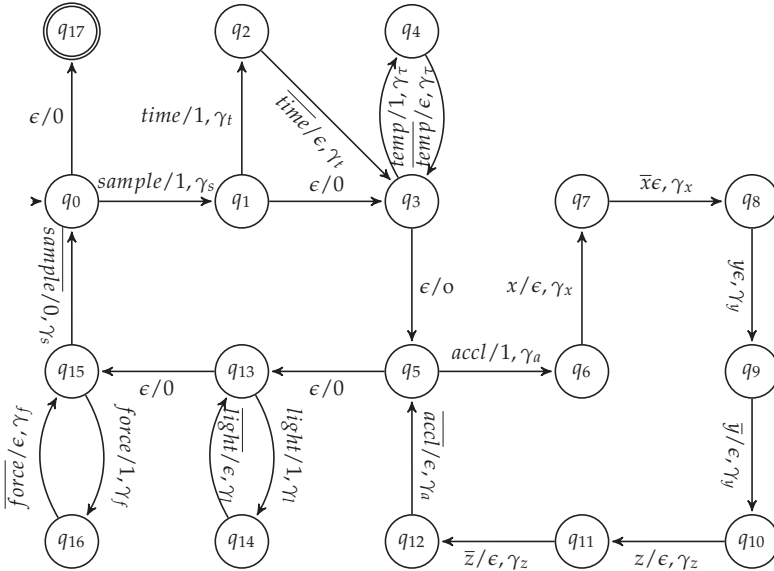 q17
q2
q4
ϵ/0
time/1, γt
time̅/ϵ, γt
temp/1, γτ
temp̅/ϵ, γτ
q0
sample/1, γs
q1
ϵ/0
q3
q7
x̅ϵ, γx
q8
sample̅/0, γs
ϵ/o
x/ϵ, γx
yϵ, γy
q15
ϵ/0
q13
ϵ/0
q5
accl/1, γa
q6
q9
force̅/ϵ, γf
force/1, γf
light̅/ϵ, γl
light/1, γl
accl̅/ϵ, γa
y̅/ϵ, γy
q16
q14
q12
z̅/ϵ, γz
q11
z/ϵ, γz
q10